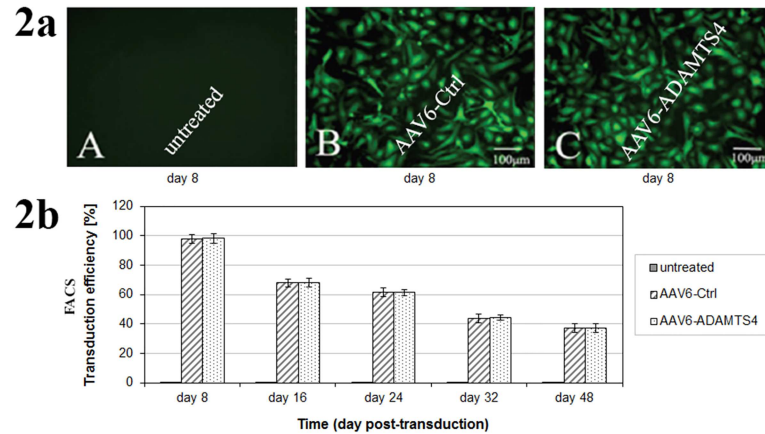 2a
A
untreated
B
AAV6-Ctrl
100µm
C
AAV6-ADAMTS4
100µm
day 8
day 8
day 8
2b
FACS
Transduction efficiency [%]
120
100
80
60
40
20
0
day 8
day 16
day 24
day 32
day 48
Time (day post-transduction)
untreated
AAV6-Ctrl
AAV6-ADAMTS4